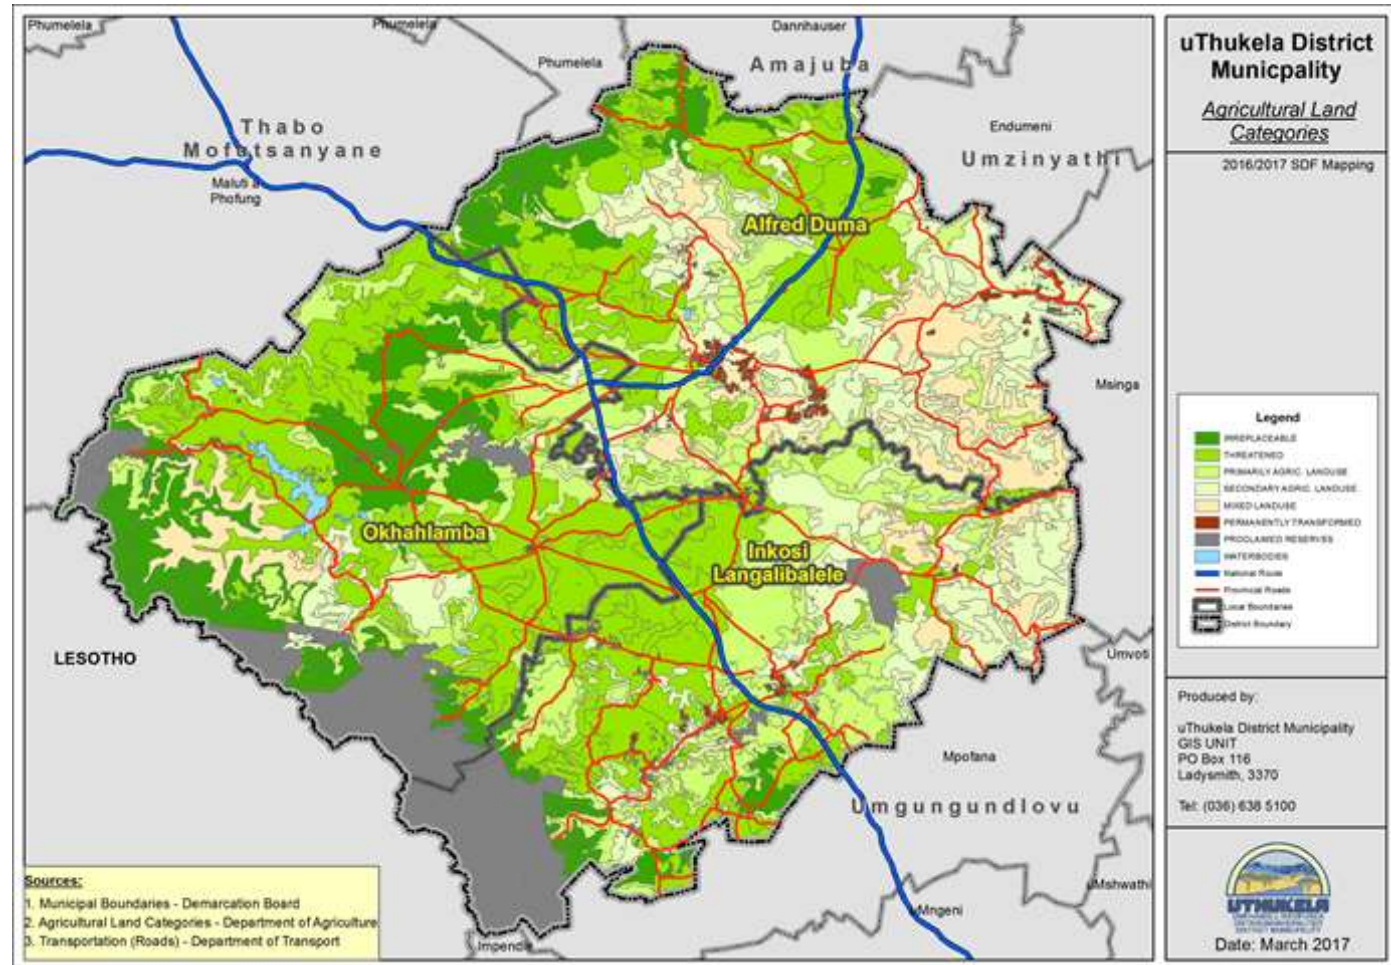 Phumelela
Phumelela
Dannhauser
Phumelela
Amajuba
Thabo
Mofutsanyane
Endumeni
Umzinyathi
Maluti a
Phofung
Alfred Duma
Msinga
Okhahlamba
Inkosi
Langalibalele
LESOTHO
Umvoti
Mpofana
Umgungundlovu
uMshwathi
uMngeni
Impendle
Sources:
1. Municipal Boundaries - Demarcation Board
2. Agricultural Land Categories - Department of Agriculture
3. Transportation (Roads) - Department of Transport
uThukela District
Municpality
Agricultural Land
Categories
2016/2017 SDF Mapping
Legend
IRREPLACEABLE
THREATENED
PRIMARILY AGRIC. LANDUSE
SECONDARY AGRIC. LANDUSE
MIXED LANDUSE
PERMANENTLY TRANSFORMED
PROCLAIMED RESERVES
WATERBODIES
National Route
Provincial Roads
Local Boundaries
District Boundary
Produced by:
uThukela District Municipality
GIS UNIT
PO Box 116
Ladysmith, 3370
Tel: (036) 638 5100
UTHUKELA
DISTRICT MUNICIPALITY
Date: March 2017